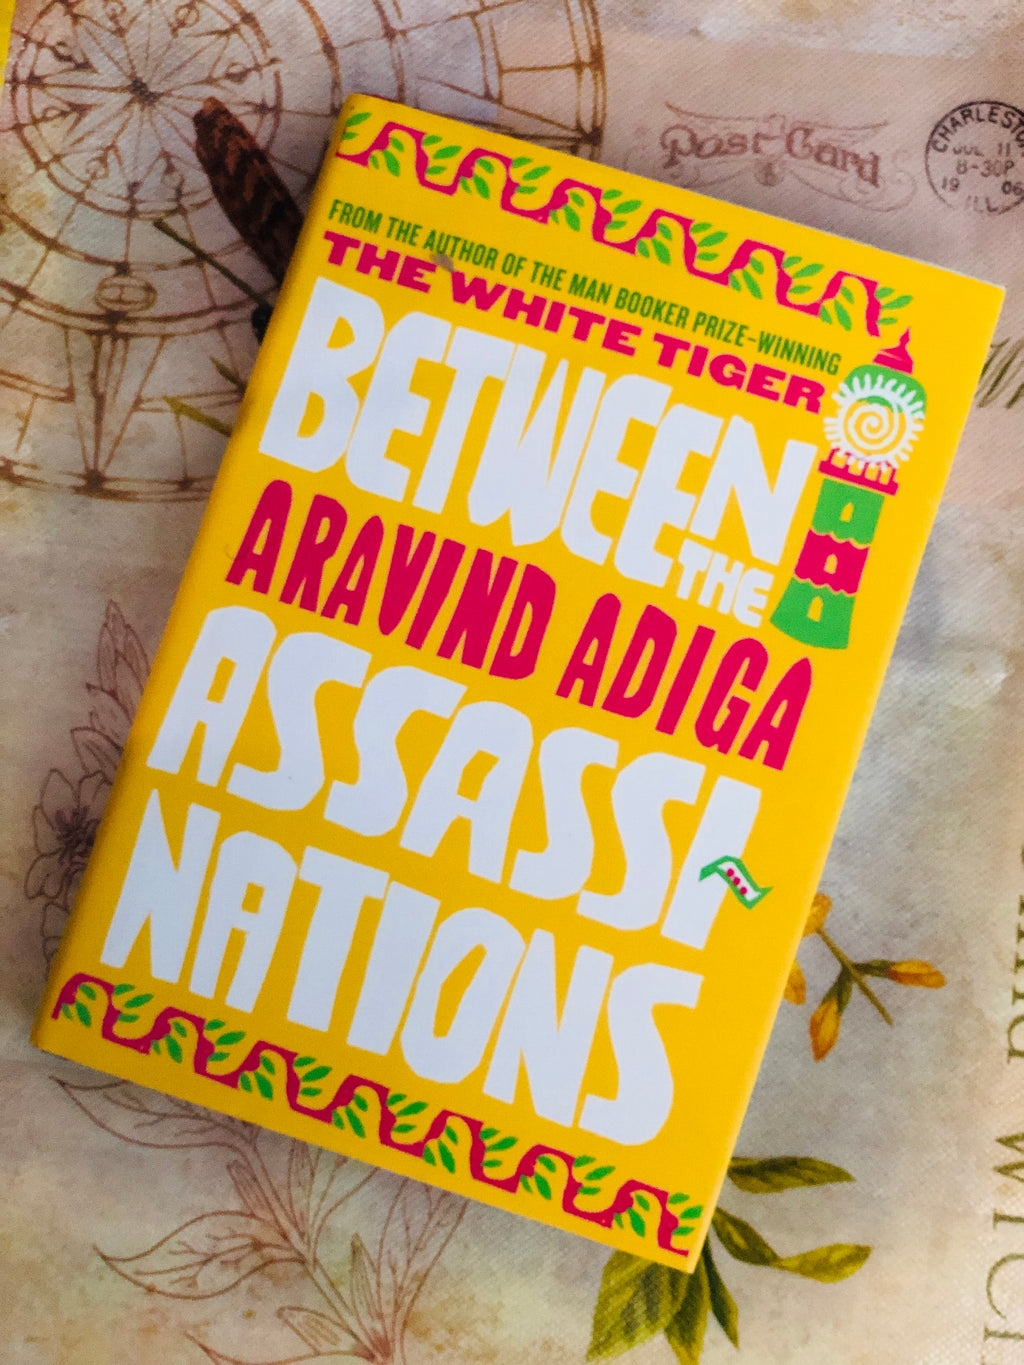 FROM THE AUTHOR OF THE MAN BOOKER PRIZE-WINNING
THE WHITE TIGER
BETWEEN
THE
ARAVIND ADIGA
ASSASSI
NATIONS
Post Card
CHARLESTON
JUL 11
8-30P
19 06
ILL.